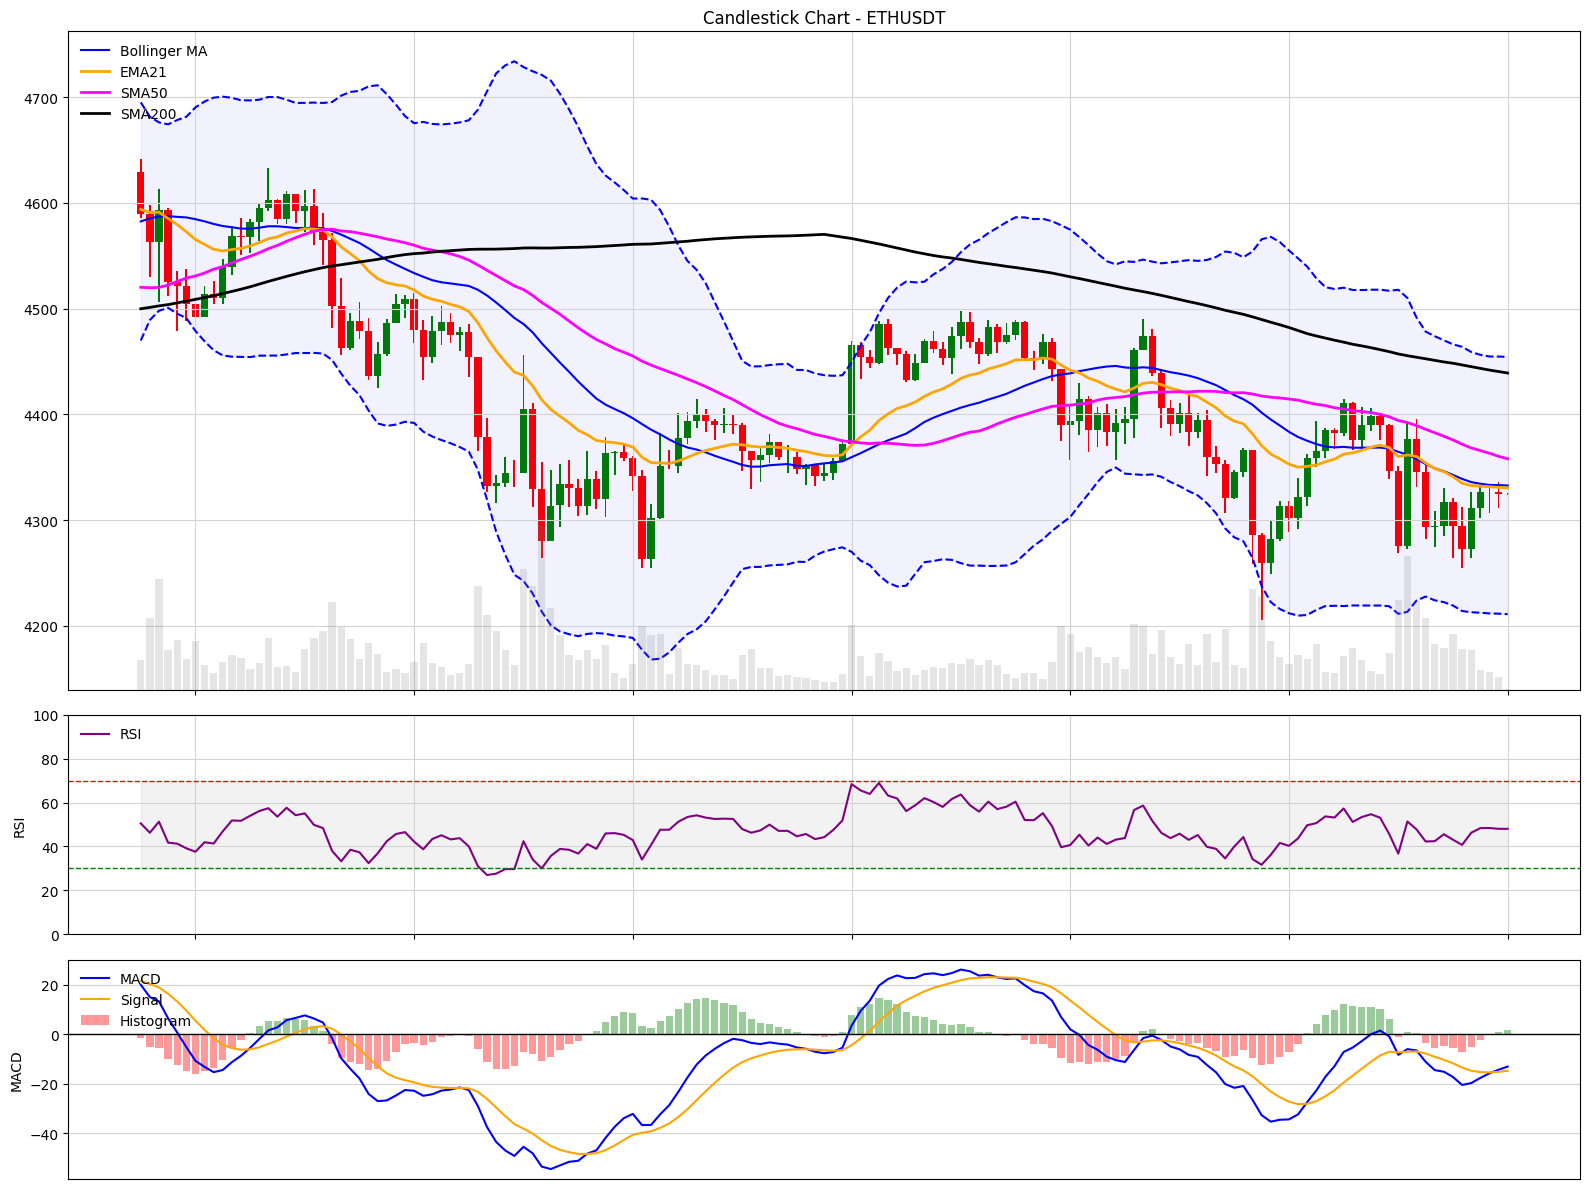 Candlestick Chart - ETHUSDT
Bollinger MA
EMA21
SMA50
SMA200
4700
4600
4500
4400
4300
4200
RSI
100
80
60
40
20
0
RSI
MACD
Signal
Histogram
20
0
−20
−40
MACD